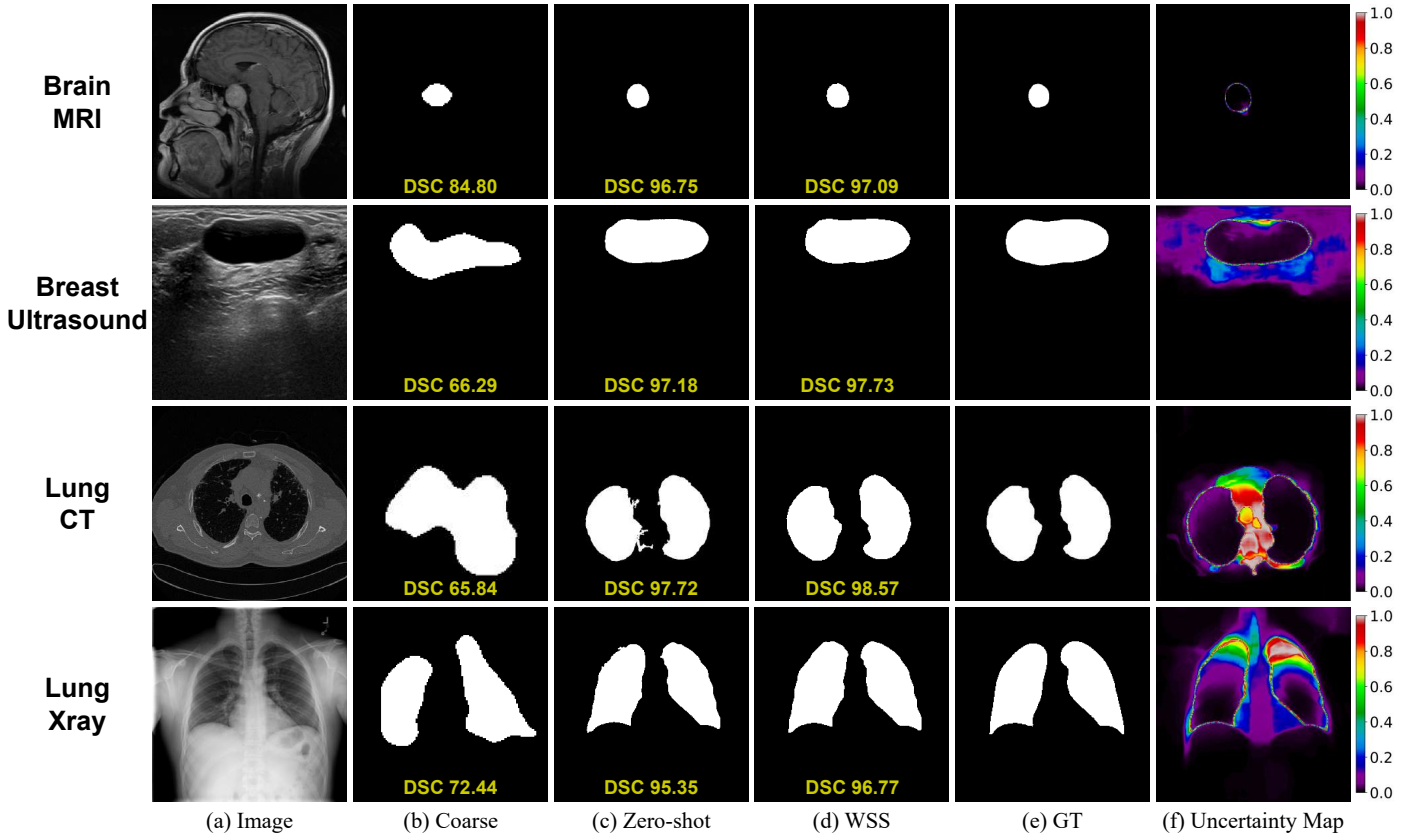 Brain
MRI
DSC 84.80
DSC 96.75
DSC 97.09
1.0
0.8
0.6
0.4
0.2
0.0
Breast
Ultrasound
DSC 66.29
DSC 97.18
DSC 97.73
1.0
0.8
0.6
0.4
0.2
0.0
Lung
CT
DSC 65.84
DSC 97.72
DSC 98.57
1.0
0.8
0.6
0.4
0.2
0.0
Lung
Xray
DSC 72.44
DSC 95.35
DSC 96.77
1.0
0.8
0.6
0.4
0.2
0.0
(a) Image
(b) Coarse
(c) Zero-shot
(d) WSS
(e) GT
(f) Uncertainty Map